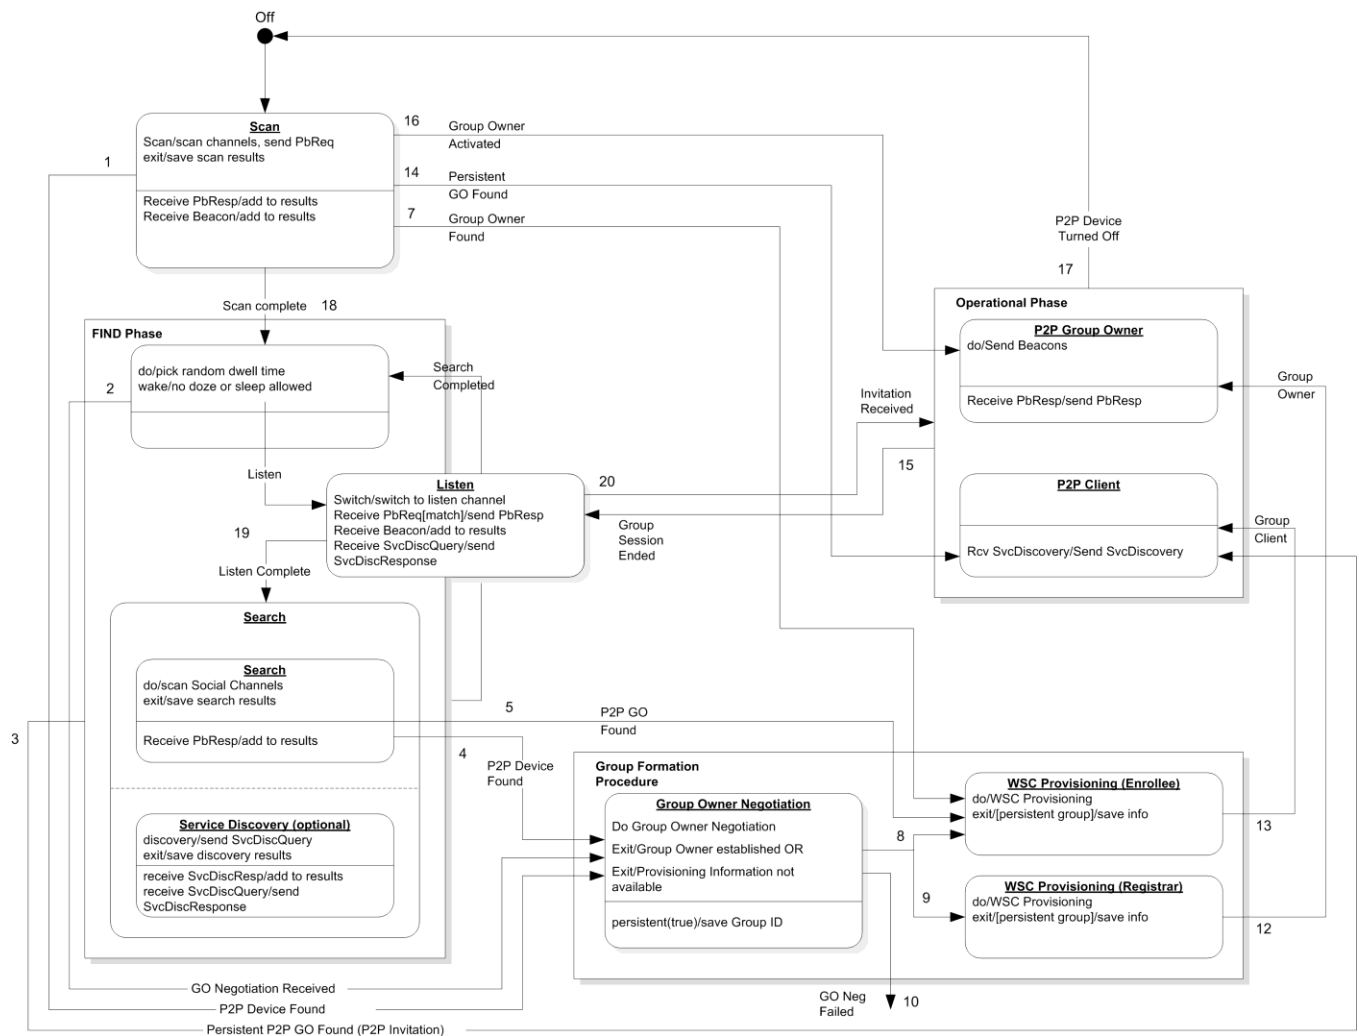 Off
Scan
Scan/scan channels, send PbReq
exit/save scan results
Receive PbResp/add to results
Receive Beacon/add to results
1
16
Group Owner
Activated
14
Persistent
GO Found
7
Group Owner
Found
P2P Device
Turned Off
17
Scan complete
18
FIND Phase
do/pick random dwell time
wake/no doze or sleep allowed
2
Search
Completed
Listen
Listen
Switch/switch to listen channel
Receive PbReq[match]/send PbResp
Receive Beacon/add to results
Receive SvcDiscQuery/send
SvcDiscResponse
19
Listen Complete
20
Invitation
Received
15
Group
Session
Ended
Operational Phase
P2P Group Owner
do/Send Beacons
Receive PbResp/send PbResp
Group
Owner
P2P Client
Rcv SvcDiscovery/Send SvcDiscovery
Group
Client
Search
Search
do/scan Social Channels
exit/save search results
Receive PbResp/add to results
3
5
P2P GO
Found
4
P2P Device
Found
Service Discovery (optional)
discovery/send SvcDiscQuery
exit/save discovery results
receive SvcDiscResp/add to results
receive SvcDiscQuery/send
SvcDiscResponse
Group Formation
Procedure
Group Owner Negotiation
Do Group Owner Negotiation
Exit/Group Owner established OR
Exit/Provisioning Information not
available
persistent(true)/save Group ID
8
9
WSC Provisioning (Enrollee)
do/WSC Provisioning
exit/[persistent group]/save info
13
WSC Provisioning (Registrar)
do/WSC Provisioning
exit/[persistent group]/save info
12
GO Neg
Failed
10
GO Negotiation Received
P2P Device Found
Persistent P2P GO Found (P2P Invitation)